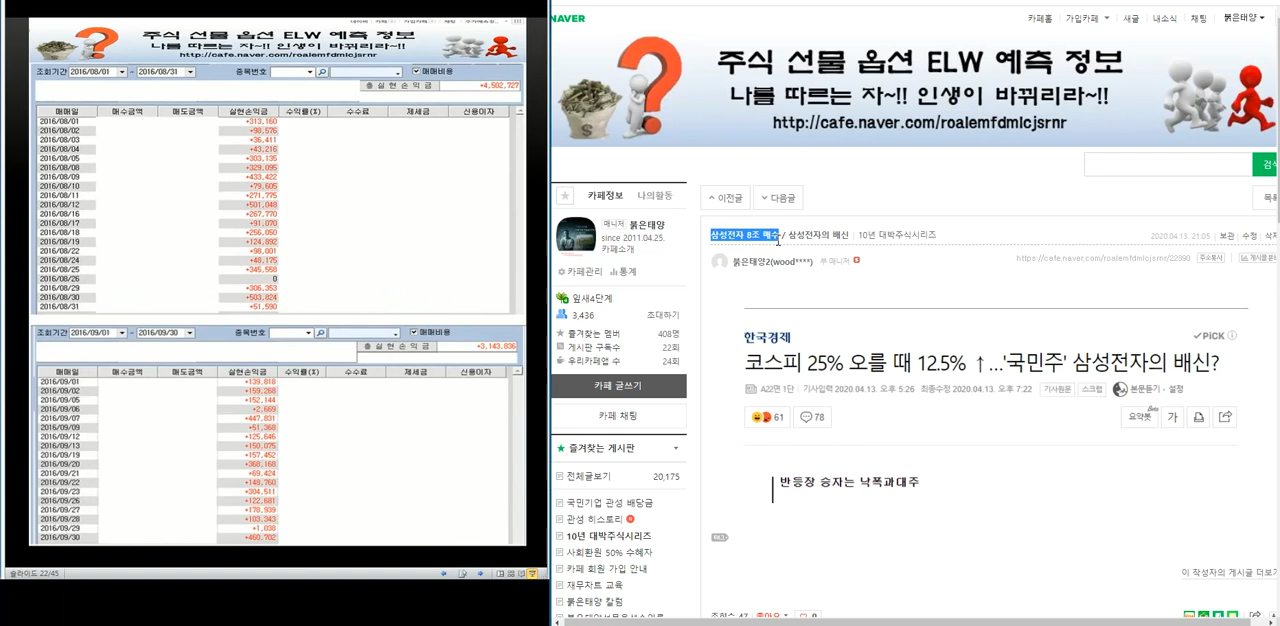 주식 선물 옵션 ELW 예측 정보
나를 따르는 자~!! 인생이 바뀌리라~!!
http://cafe.naver.com/roalemfdmlcjsrnr
조회기간 2016/08/01 ~ 2016/08/31 종목번호 매매비용
총 실 현 손 익 금 +4,502,727
매매일 매수금액 매도금액 실현손익금 수익률(%) 수수료 제세금 신용이자
2016/08/01 +313,160
2016/08/02 +98,576
2016/08/03 +36,411
2016/08/04 +43,216
2016/08/05 +303,135
2016/08/08 +329,095
2016/08/09 +433,422
2016/08/10 +79,605
2016/08/11 +271,775
2016/08/12 +501,048
2016/08/16 +267,770
2016/08/17 +91,070
2016/08/18 +256,050
2016/08/19 +124,892
2016/08/22 +98,001
2016/08/24 +48,175
2016/08/25 +345,558
2016/08/26 0
2016/08/29 +306,353
2016/08/30 +503,824
2016/08/31 +51,590
조회기간 2016/09/01 ~ 2016/09/30 종목번호 매매비용
총 실 현 손 익 금 +3,143,836
매매일 매수금액 매도금액 실현손익금 수익률(%) 수수료 제세금 신용이자
2016/09/01 +139,818
2016/09/02 +159,268
2016/09/05 +152,144
2016/09/06 +2,669
2016/09/07 +447,831
2016/09/09 +51,368
2016/09/12 +125,646
2016/09/13 +150,075
2016/09/19 +157,452
2016/09/20 +368,168
2016/09/21 +69,424
2016/09/22 +148,760
2016/09/23 +304,511
2016/09/26 +122,681
2016/09/27 +178,939
2016/09/28 +103,343
2016/09/29 +1,038
2016/09/30 +460,702
슬라이드 22/45
NAVER 카페홈 가입카페 새글 내소식 채팅 붉은태양
주식 선물 옵션 ELW 예측 정보
나를 따르는 자~!! 인생이 바뀌리라~!!
http://cafe.naver.com/roalemfdmlcjsrnr
검색
카페정보 나의활동
매니저 붉은태양
since 2011.04.25.
카페소개
카페관리 통계
잎새4단계
3,436 초대하기
즐겨찾는 멤버 408명
게시판 구독수 22회
우리카페앱 수 24회
카페 글쓰기
카페 채팅
즐겨찾는 게시판
전체글보기 20,175
국민기업 관성 배당금
관성 히스토리
10년 대박주식시리즈
사회환원 50% 수혜자
카페 회원 가입 안내
재무차트 교육
붉은태양 칼럼
이전글 다음글
삼성전자 8조 매수 / 삼성전자의 배신 | 10년 대박주식시리즈 2020.04.13. 21:05 보관 수정
붉은태양2(wood****) 부매니저 https://cafe.naver.com/roalemfdmlcjsrnr/22390 주소복사
한국경제 PiCK
코스피 25% 오를 때 12.5% ↑...'국민주' 삼성전자의 배신?
A22면 1단 기사입력 2020.04.13. 오후 5:26 최종수정 2020.04.13. 오후 7:22 기사원문 스크랩 본문듣기 · 설정
61 78 요약봇 Beta 가
반등장 승자는 낙폭과대주
태그
이 작성자의 게시글 더보기
조회수 47 좋아요 0